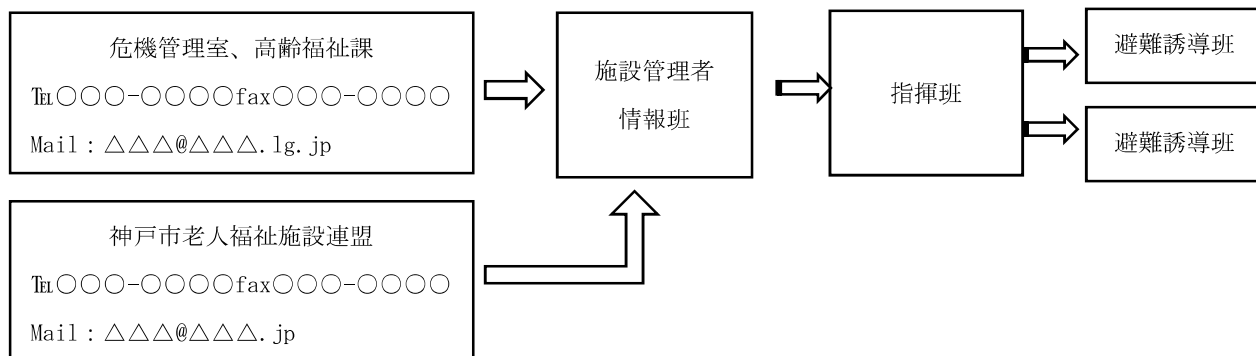 危機管理室、高齢福祉課
℡○○○-○○○○fax○○○-○○○○
Mail：△△△@△△△.lg.jp
神戸市老人福祉施設連盟
℡○○○-○○○○fax○○○-○○○○
Mail：△△△@△△△.jp
施設管理者
情報班
指揮班
避難誘導班
避難誘導班